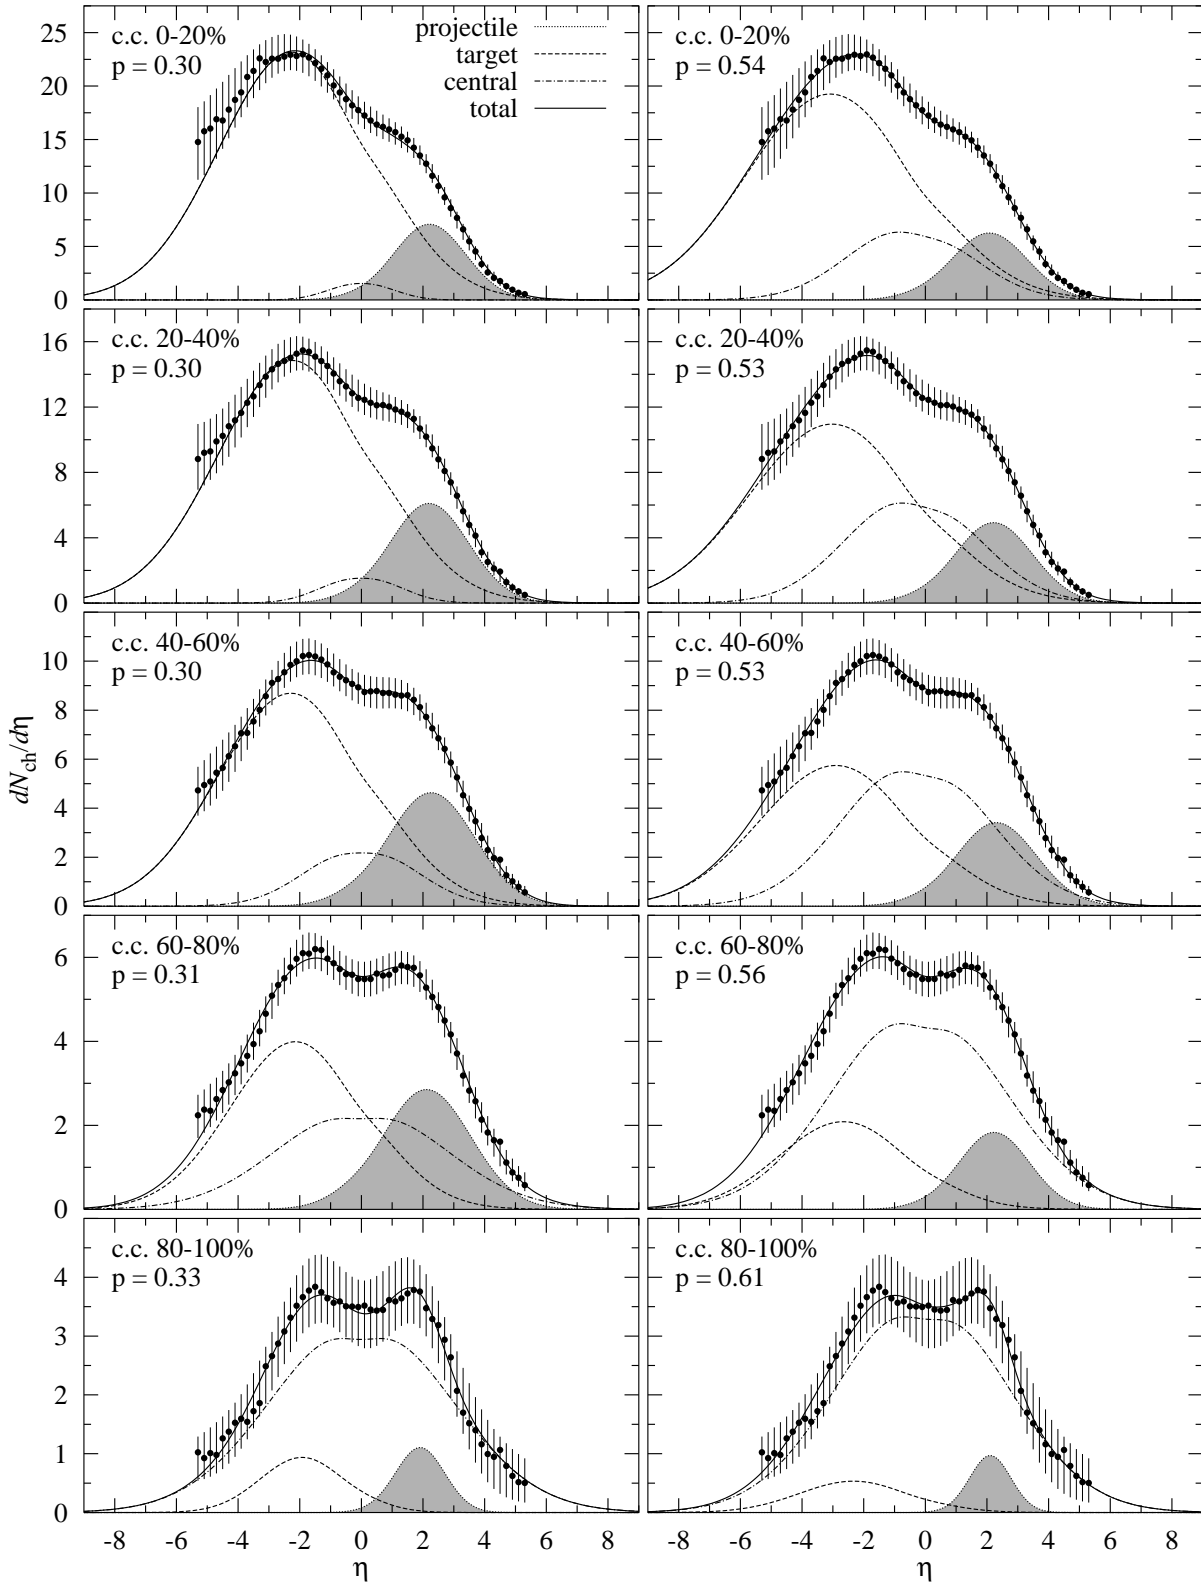 c.c. 0-20%
p = 0.30
projectile
target
central
total
25
20
15
10
5
0
c.c. 0-20%
p = 0.54
c.c. 20-40%
p = 0.30
16
12
8
4
0
c.c. 20-40%
p = 0.53
c.c. 40-60%
p = 0.30
10
8
6
4
2
0
c.c. 40-60%
p = 0.53
dN_ch/dη
c.c. 60-80%
p = 0.31
6
4
2
0
c.c. 60-80%
p = 0.56
c.c. 80-100%
p = 0.33
4
3
2
1
0
c.c. 80-100%
p = 0.61
-8 -6 -4 -2 0 2 4 6 8
η
-8 -6 -4 -2 0 2 4 6 8
η